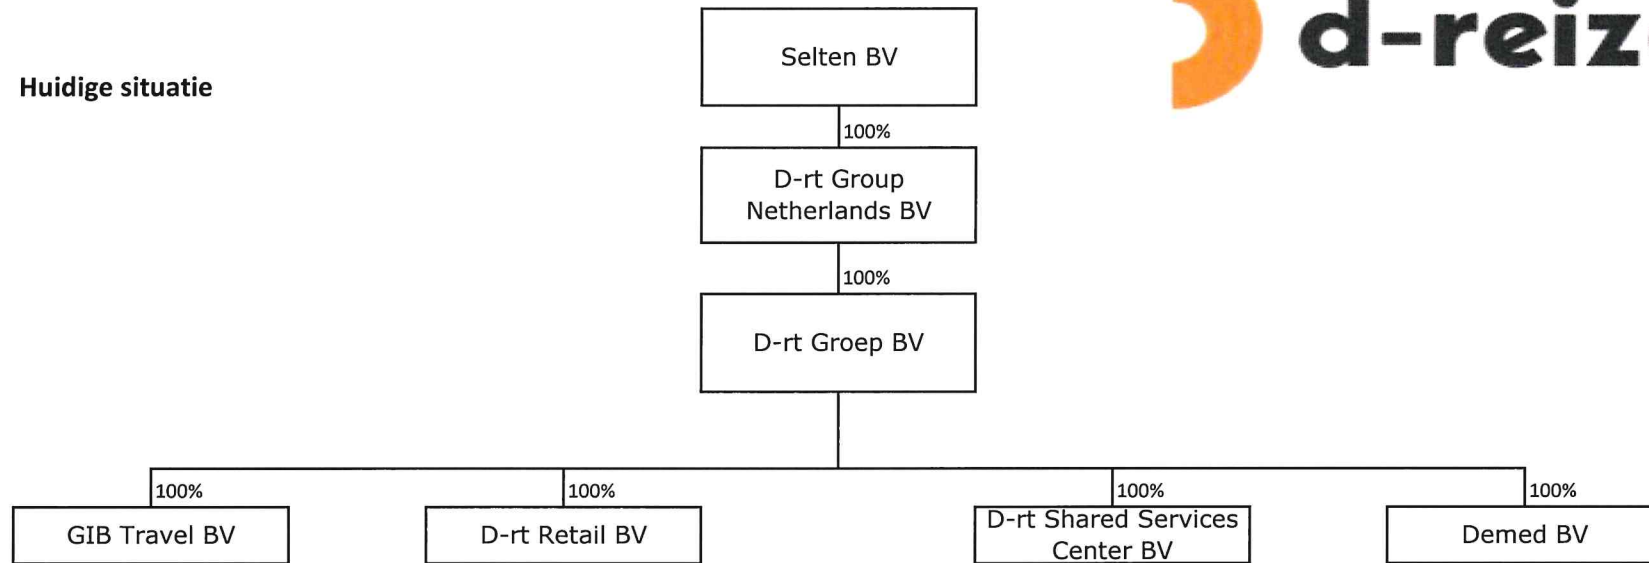 d-reiz
Huidige situatie
Selten BV
100%
D-rt Group
Netherlands BV
100%
D-rt Groep BV
100%
100%
100%
100%
GIB Travel BV
D-rt Retail BV
D-rt Shared Services
Center BV
Demed BV